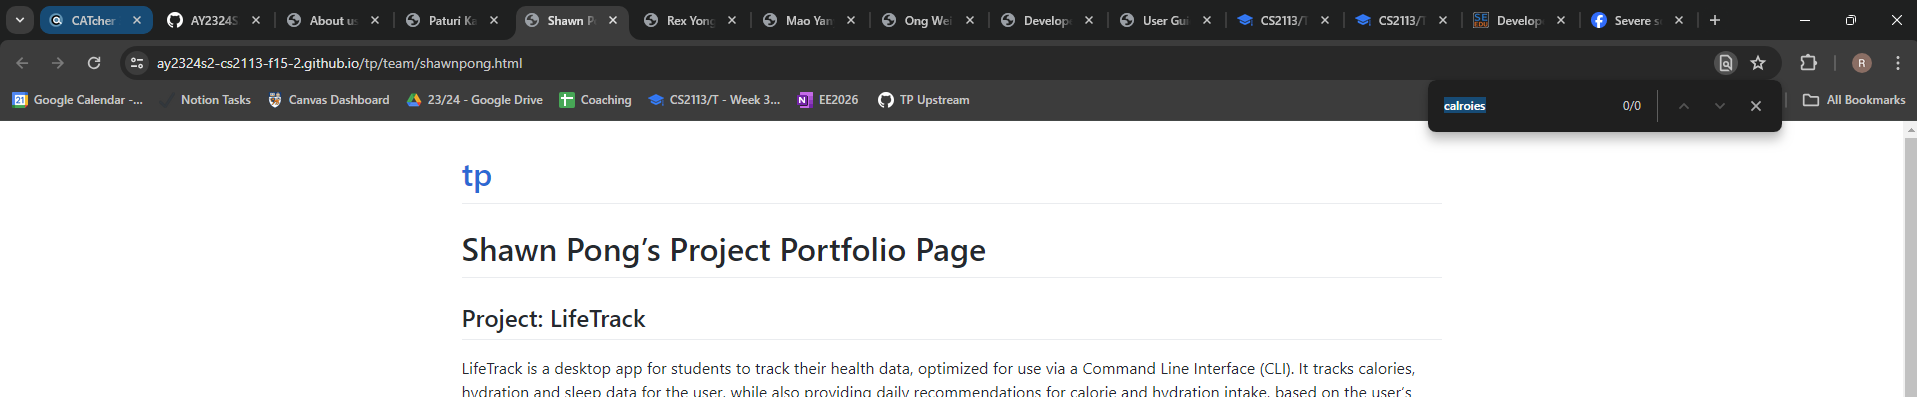 CATcher
AY2324S
About us
Paturi Ka
Shawn P
Rex Yong
Mao Yan
Ong Wei
Develope
User Gui
CS2113/T
CS2113/T
Develope
Severe s
ay2324s2-cs2113-f15-2.github.io/tp/team/shawnpong.html
R
21 Google Calendar -...
Notion Tasks
Canvas Dashboard
23/24 - Google Drive
Coaching
CS2113/T - Week 3...
EE2026
TP Upstream
All Bookmarks
calroies
0/0
tp
Shawn Pong's Project Portfolio Page
Project: LifeTrack
LifeTrack is a desktop app for students to track their health data, optimized for use via a Command Line Interface (CLI). It tracks calories,
hydration and sleep data for the user, while also providing daily recommendations for calorie and hydration intake, based on the user's